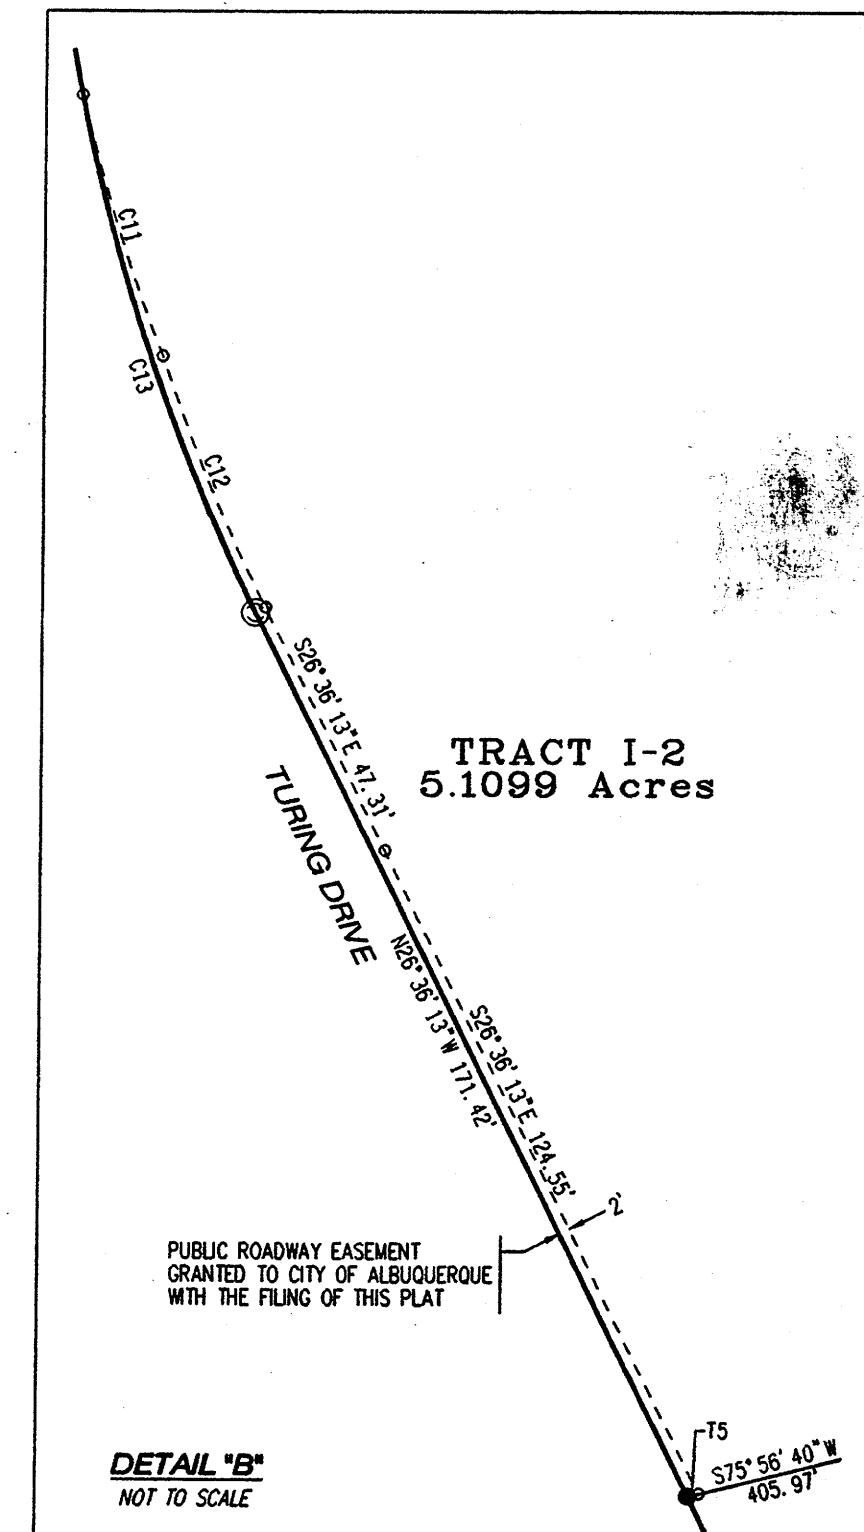 C11
C13
C12
S26° 36' 13"E 47.31'
TRACT I-2
5.1099 Acres
TURING DRIVE
N26° 36' 13"W 171.42'
S26° 36' 13"E 124.55'
2'
PUBLIC ROADWAY EASEMENT
GRANTED TO CITY OF ALBUQUERQUE
WITH THE FILING OF THIS PLAT
T5
S75° 56' 40" W
405.97'
DETAIL "B"
NOT TO SCALE